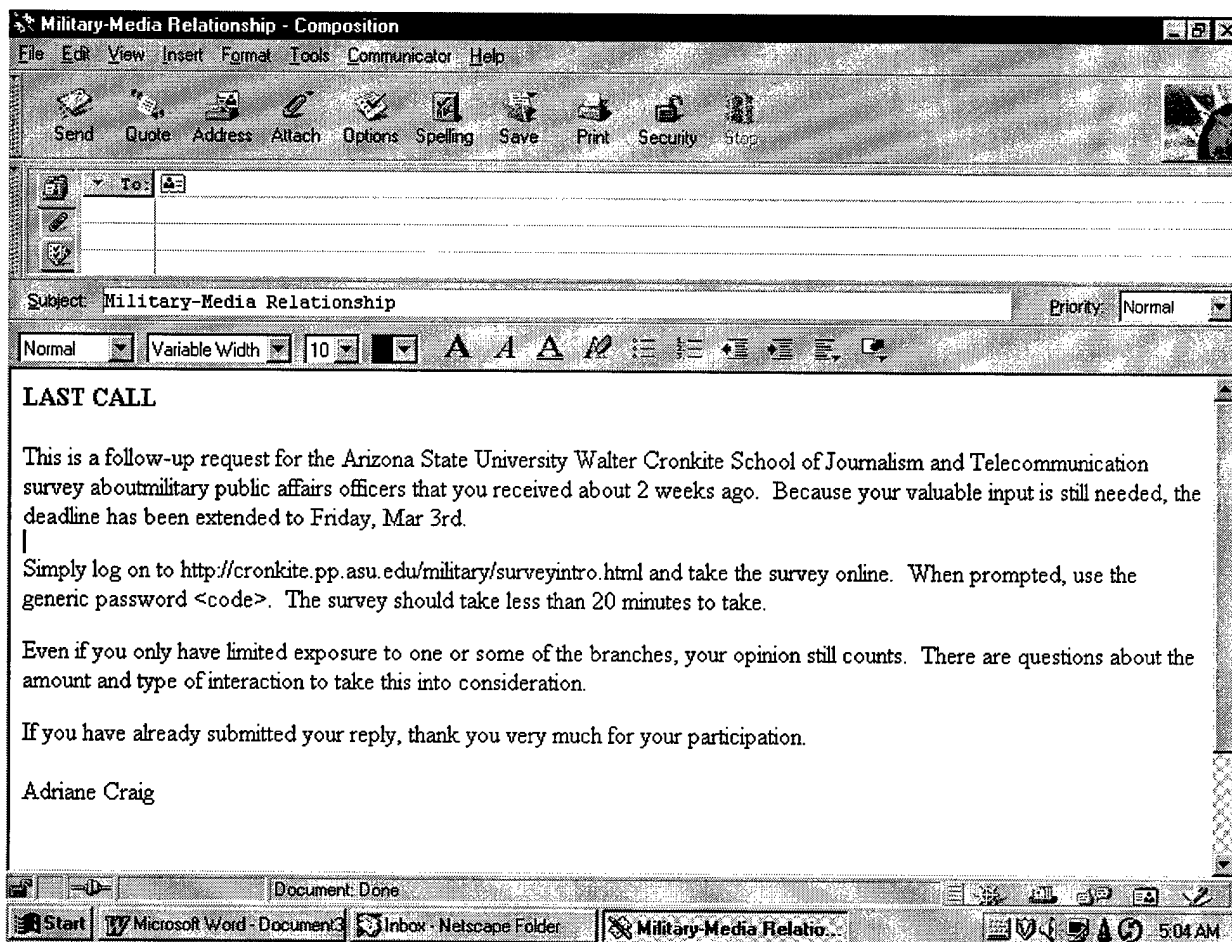 Military-Media Relationship - Composition
File Edit View Insert Format Tools Communicator Help
Send Quote Address Attach Options Spelling Save Print Security Stop
To:
Subject: Military-Media Relationship Priority: Normal
Normal Variable Width 10 A A A
LAST CALL
This is a follow-up request for the Arizona State University Walter Cronkite School of Journalism and Telecommunication
survey aboutmilitary public affairs officers that you received about 2 weeks ago. Because your valuable input is still needed, the
deadline has been extended to Friday, Mar 3rd.
Simply log on to http://cronkite.pp.asu.edu/military/surveyintro.html and take the survey online. When prompted, use the
generic password <code>. The survey should take less than 20 minutes to take.
Even if you only have limited exposure to one or some of the branches, your opinion still counts. There are questions about the
amount and type of interaction to take this into consideration.
If you have already submitted your reply, thank you very much for your participation.
Adriane Craig
Document: Done
Start Microsoft Word - Document3 Inbox - Netscape Folder Military-Media Relatio... 5:04 AM